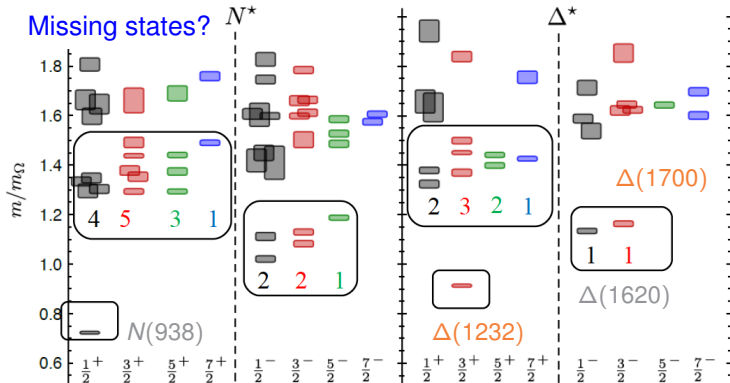 Missing states?
N⋆
Δ⋆
m/mΩ
1.8
1.6
1.4
1.2
1.0
0.8
0.6
4 5 3 1
2 2 1
2 3 2 1
1 1
Δ(1700)
Δ(1620)
N(938)
Δ(1232)
1/2+ 3/2+ 5/2+ 7/2+ 1/2− 3/2− 5/2− 7/2− 1/2+ 3/2+ 5/2+ 7/2+ 1/2− 3/2− 5/2− 7/2−